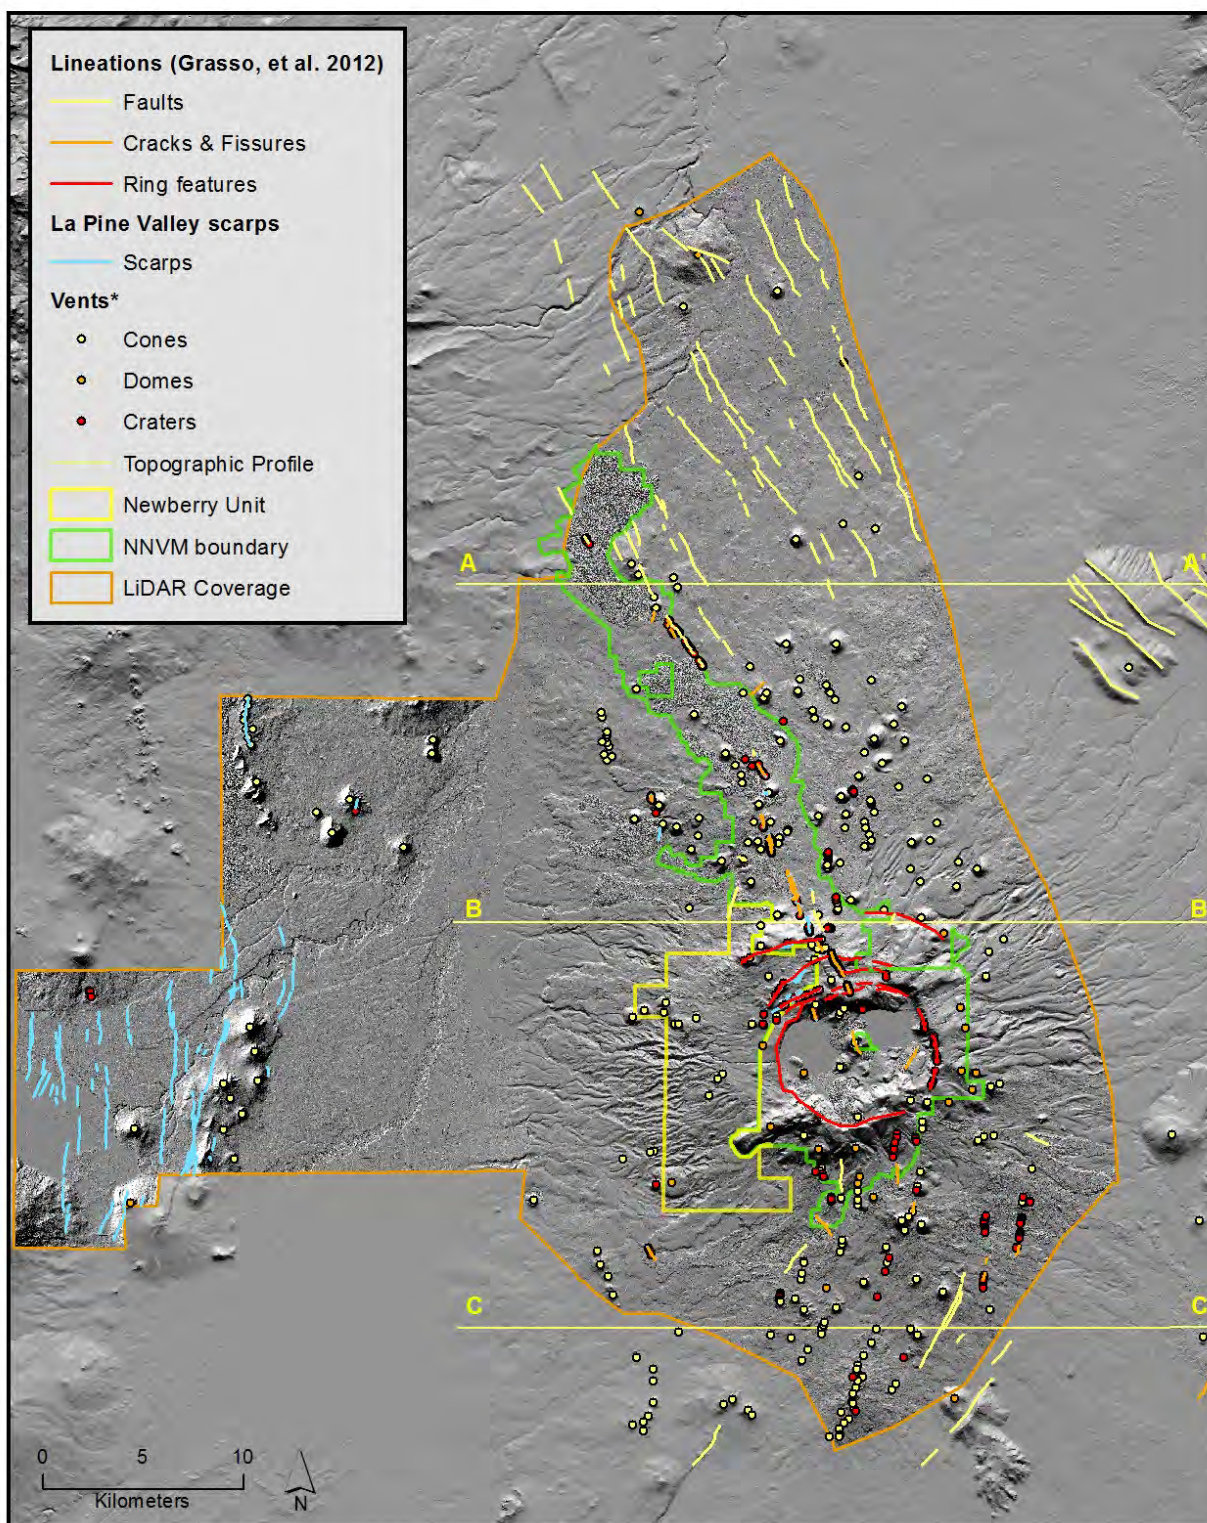 Lineations (Grasso, et al. 2012)
Faults
Cracks & Fissures
Ring features
La Pine Valley scarps
Scarps
Vents*
Cones
Domes
Craters
Topographic Profile
Newberry Unit
NNVM boundary
LiDAR Coverage
A A'
B B
C C
0 5 10
Kilometers
N